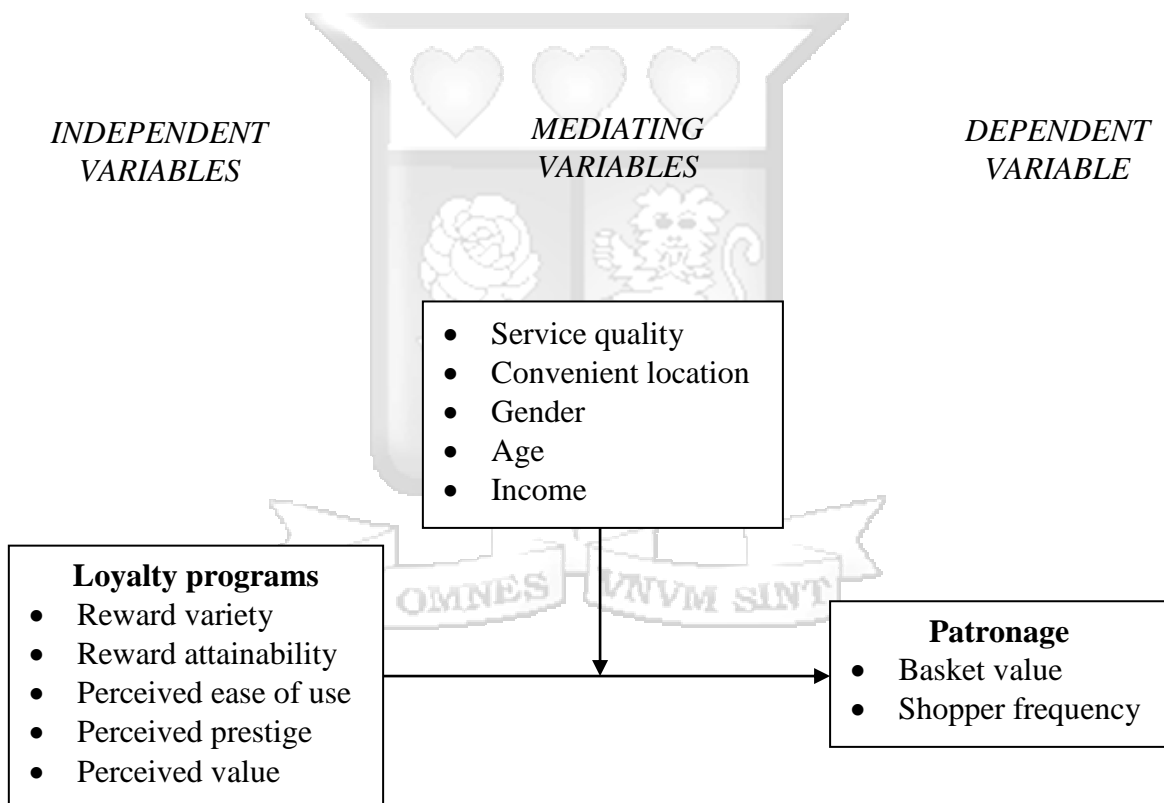 INDEPENDENT
VARIABLES
MEDIATING
VARIABLES
DEPENDENT
VARIABLE
• Service quality
• Convenient location
• Gender
• Age
• Income
Loyalty programs
• Reward variety
• Reward attainability
• Perceived ease of use
• Perceived prestige
• Perceived value
OMNES VNVM SINT
Patronage
• Basket value
• Shopper frequency